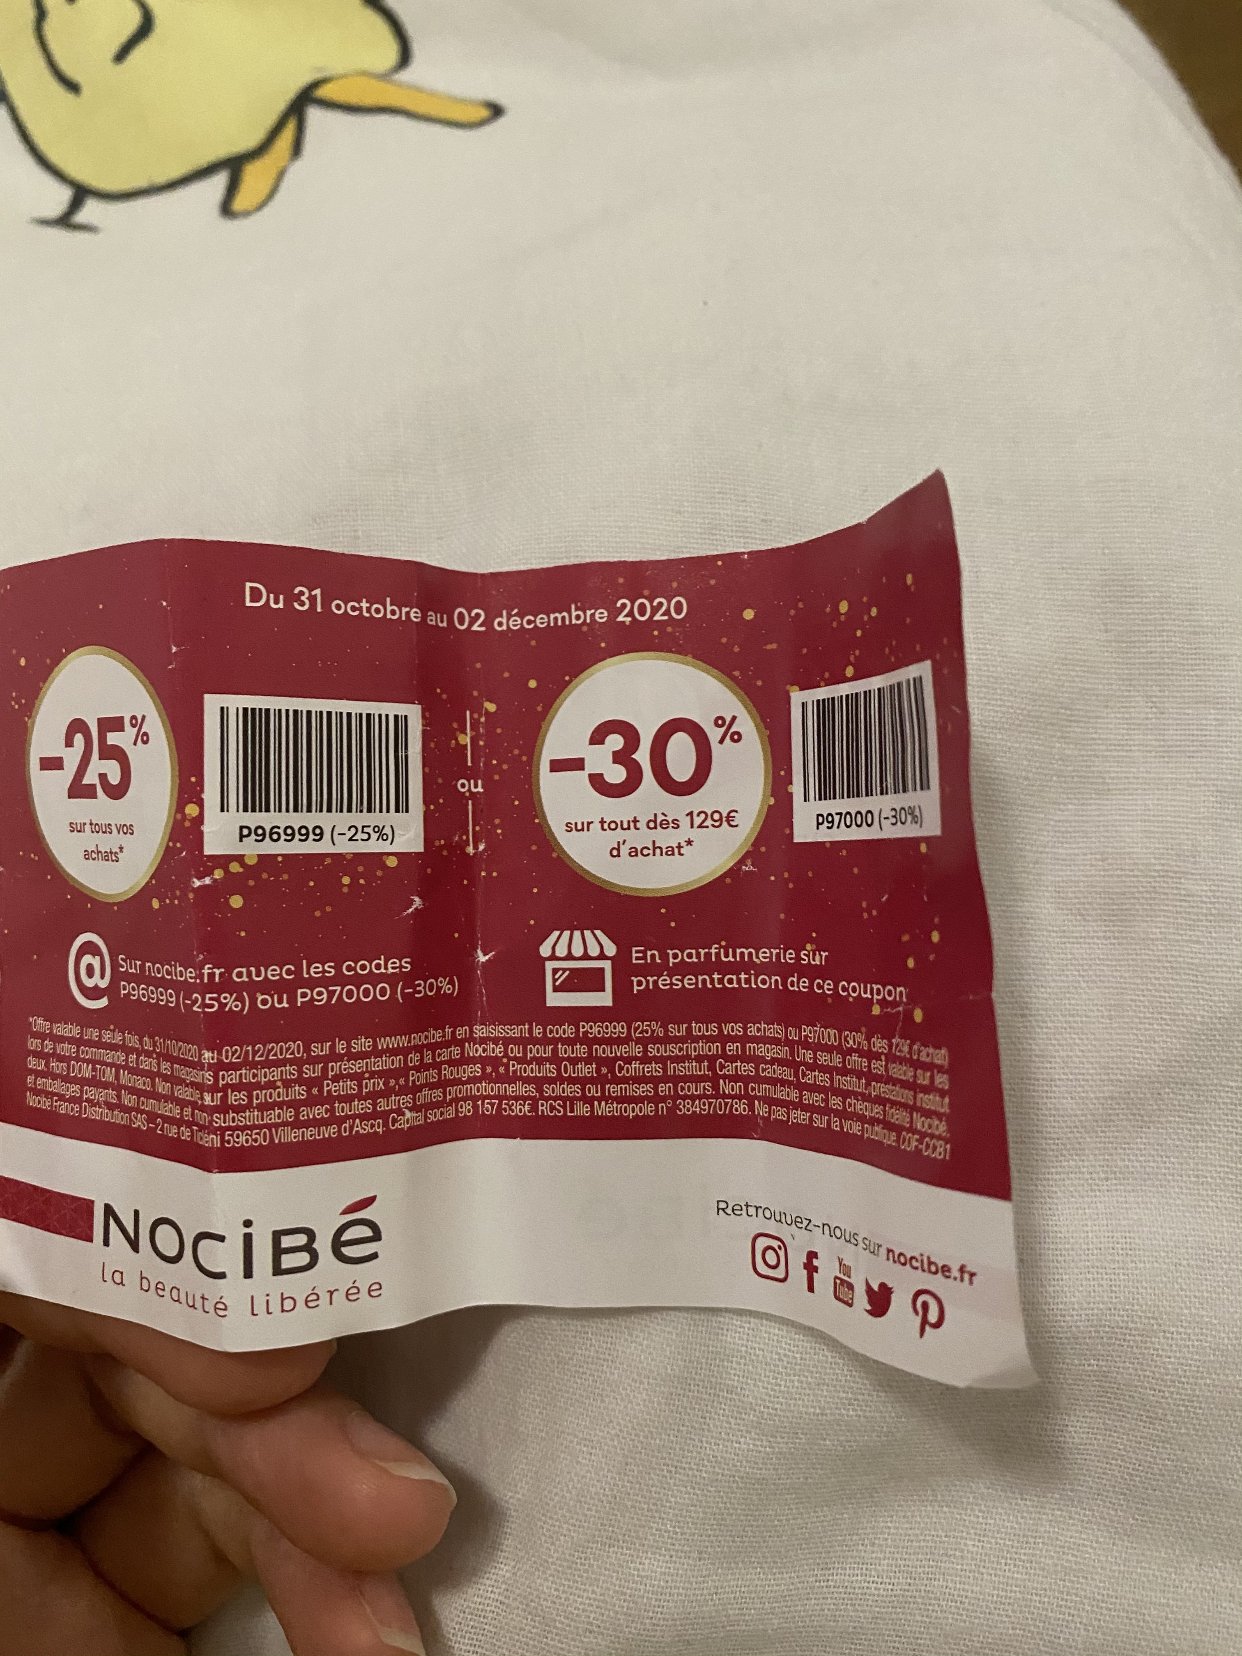 Du 31 octobre au 02 décembre 2020
-25%
sur tous vos
achats*
P96999 (-25%)
ou
-30%
sur tout dès 129€
d'achat*
P97000 (-30%)
@ Sur nocibe.fr avec les codes
P96999 (-25%) ou P97000 (-30%)
En parfumerie sur
présentation de ce coupon
*Offre valable une seule fois, du 31/10/2020 au 02/12/2020, sur le site www.nocibe.fr en saisissant le code P96999 (25% sur tous vos achats) ou P97000 (30% dès 129€ d'achat)
lors de votre commande et dans les magasins participants sur présentation de la carte Nocibé ou pour toute nouvelle souscription en magasin. Une seule offre est valable sur les
deux. Hors DOM-TOM, Monaco. Non valable sur les produits « Petits prix », « Points Rouges », « Produits Outlet », Coffrets Institut, Cartes cadeau, Cartes Institut, prestations institut
et emballages payants. Non cumulable et non substituable avec toutes autres offres promotionnelles, soldes ou remises en cours. Non cumulable avec les chèques fidélité Nocibé.
Nocibé France Distribution SAS – 2 rue de Ticléni 59650 Villeneuve d'Ascq. Capital social 98 157 536€. RCS Lille Métropole n° 384970786. Ne pas jeter sur la voie publique. COF-CCB1
NOCIBÉ
la beauté libérée
Retrouvez-nous sur nocibe.fr
You
Tube